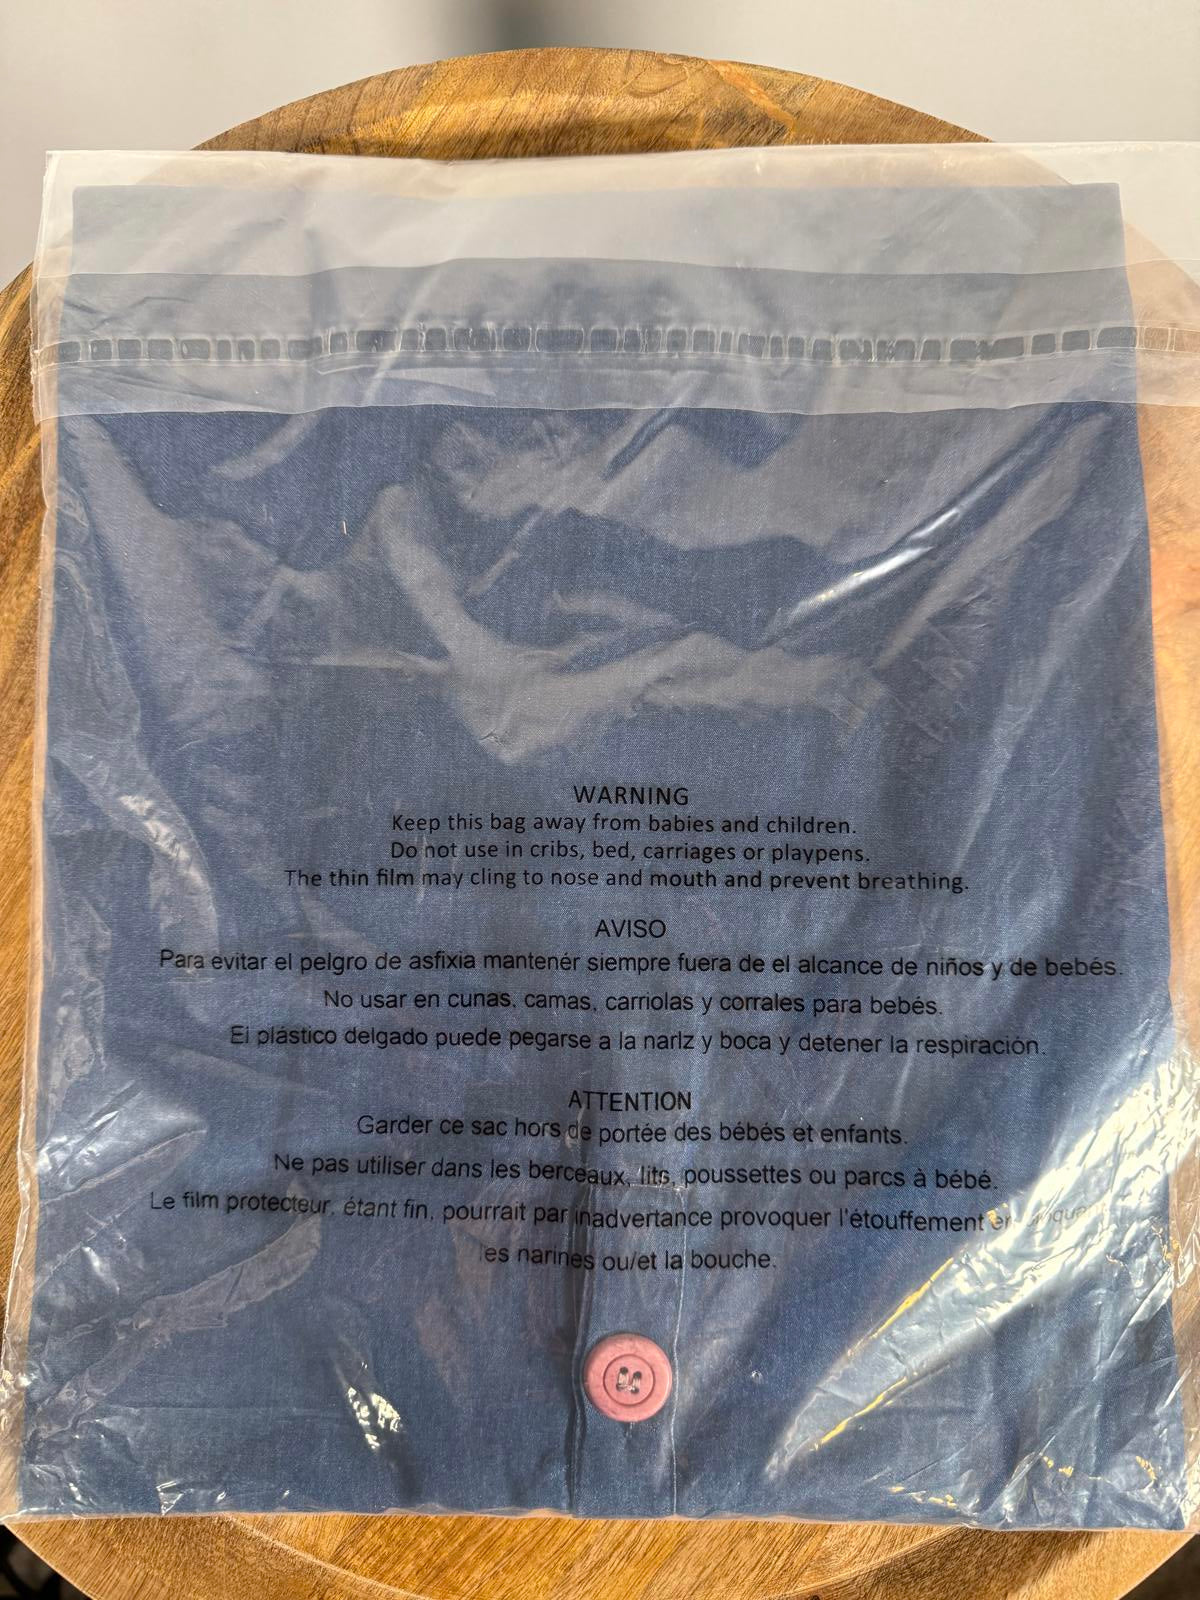 WARNING
Keep this bag away from babies and children.
Do not use in cribs, bed, carriages or playpens.
The thin film may cling to nose and mouth and prevent breathing.
AVISO
Para evitar el pelgro de asfixia mantenér siempre fuera de el alcance de niños y de bebés.
No usar en cunas, camas, carriolas y corrales para bebés.
El plástico delgado puede pegarse a la narIz y boca y detener la respiración.
ATTENTION
Garder ce sac hors de portée des bébés et enfants.
Ne pas utiliser dans les berceaux, lits, poussettes ou parcs à bébé.
Le film protecteur, étant fin, pourrait par inadvertance provoquer l'étouffement
les narines ou/et la bouche.